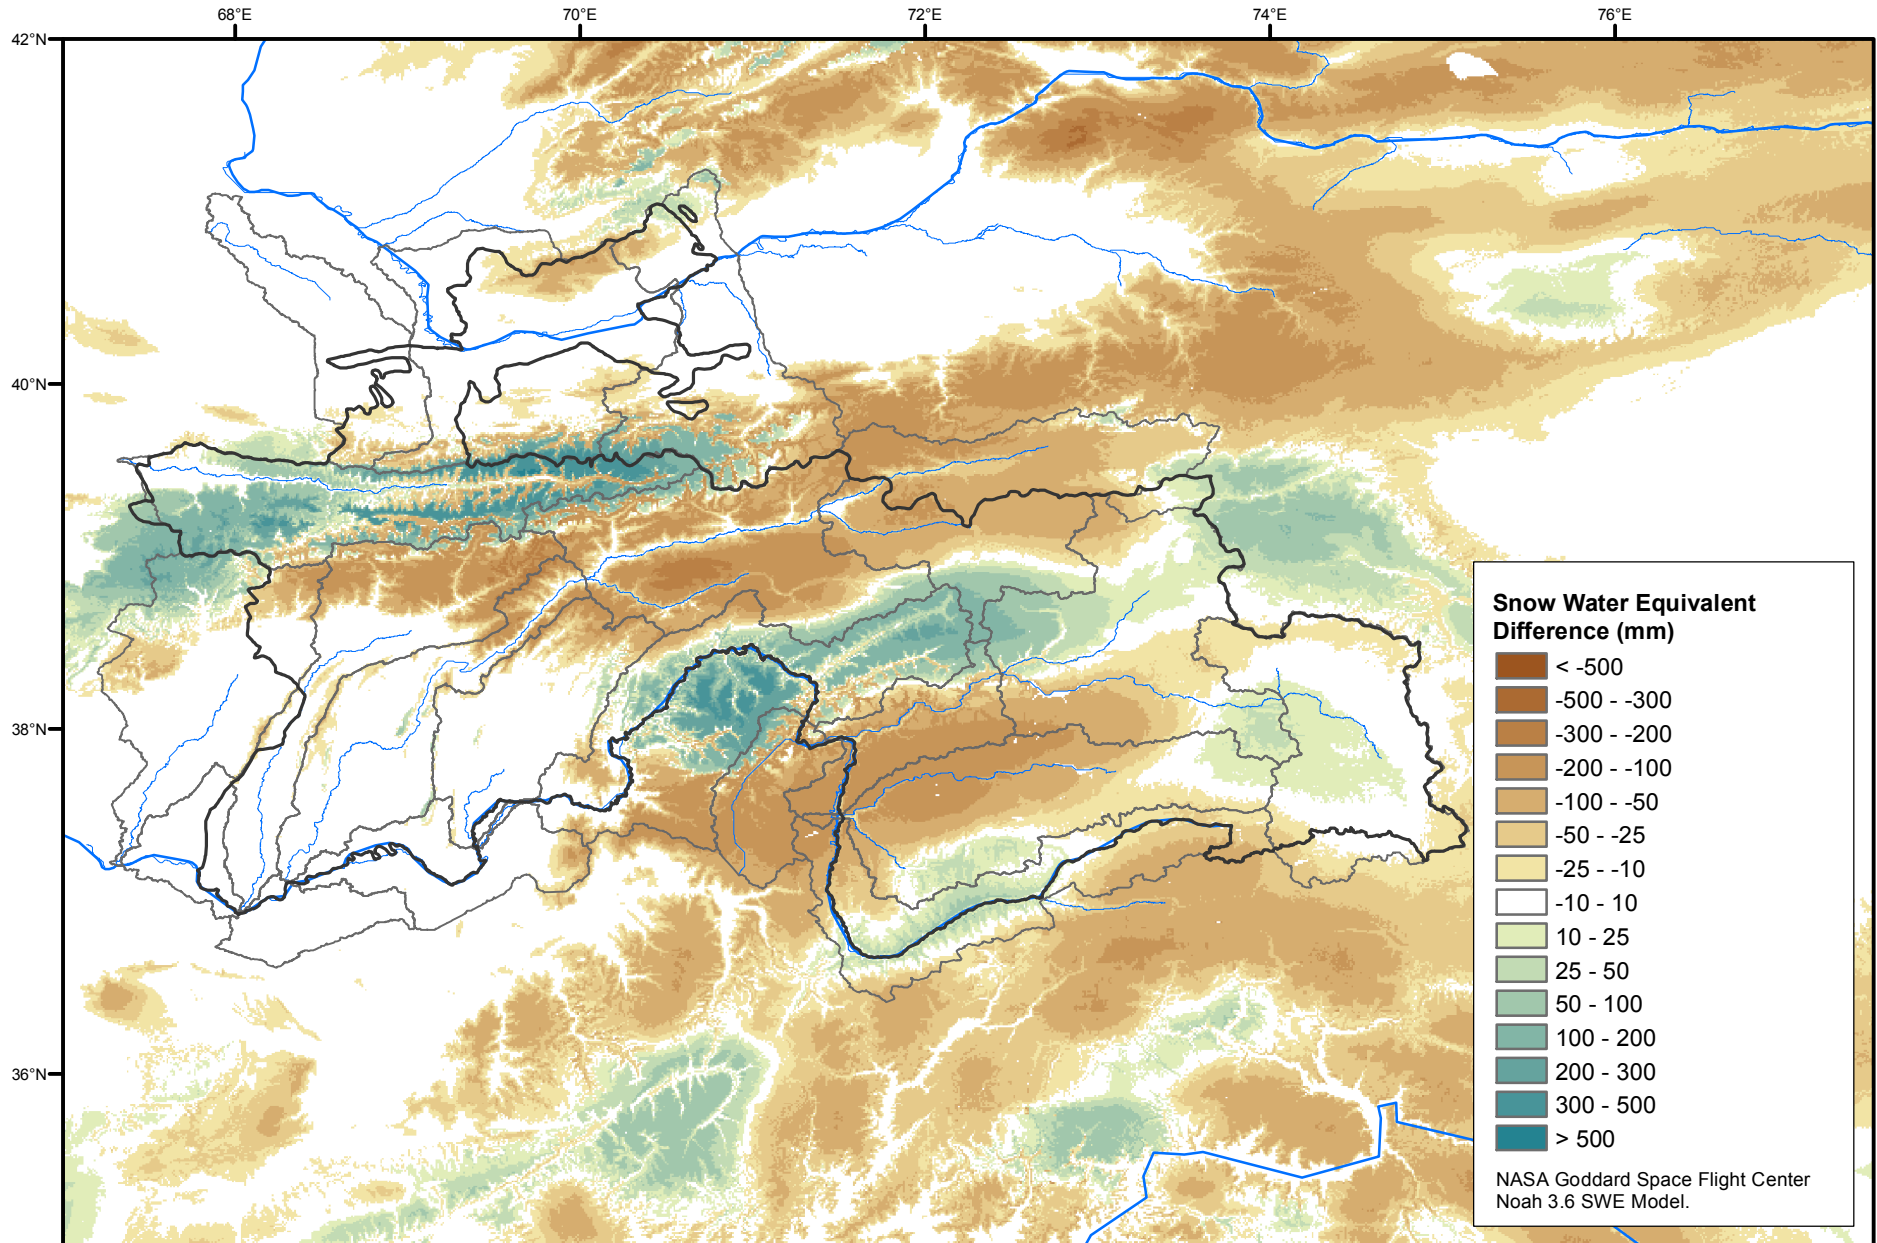 68°E
70°E
72°E
74°E
76°E
42°N
40°N
38°N
36°N
Snow Water Equivalent
Difference (mm)
< -500
-500 - -300
-300 - -200
-200 - -100
-100 - -50
-50 - -25
-25 - -10
-10 - 10
10 - 25
25 - 50
50 - 100
100 - 200
200 - 300
300 - 500
> 500
NASA Goddard Space Flight Center
Noah 3.6 SWE Model.